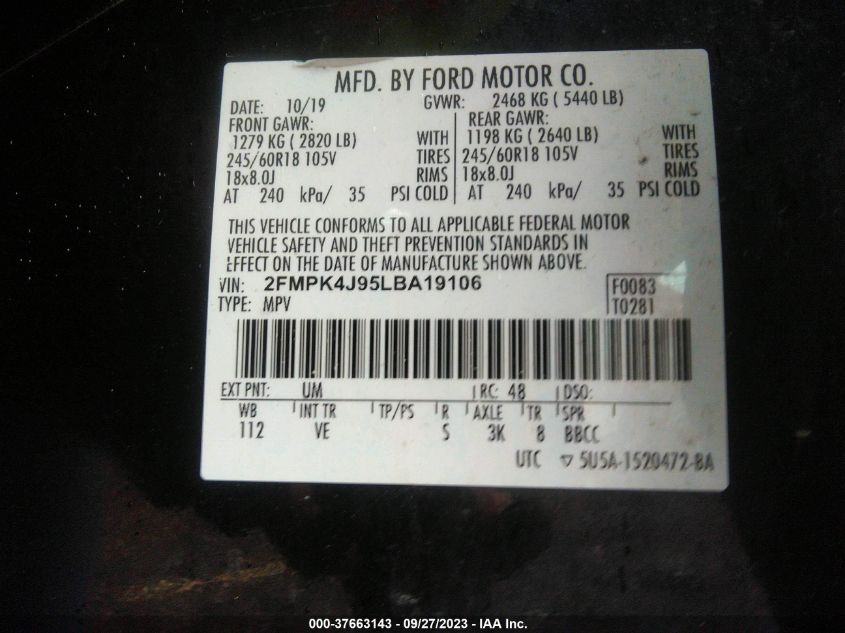 MFD. BY FORD MOTOR CO.
DATE: 10/19 GVWR: 2468 KG ( 5440 LB)
FRONT GAWR: REAR GAWR:
1279 KG ( 2820 LB) WITH 1198 KG ( 2640 LB) WITH
245/60R18 105V TIRES 245/60R18 105V TIRES
18x8.0J RIMS 18x8.0J RIMS
AT 240 kPa/ 35 PSI COLD AT 240 kPa/ 35 PSI COLD
THIS VEHICLE CONFORMS TO ALL APPLICABLE FEDERAL MOTOR
VEHICLE SAFETY AND THEFT PREVENTION STANDARDS IN
EFFECT ON THE DATE OF MANUFACTURE SHOWN ABOVE.
VIN: 2FMPK4J95LBA19106 F0083
TYPE: MPV T0281
EXT PNT: UM RC: 48 DSO:
WB INT TR TP/PS R AXLE TR SPR
112 VE S 3K 8 BBCC
UTC ▽ 5U5A-1520472-BA
000-37663143 - 09/27/2023 - IAA Inc.